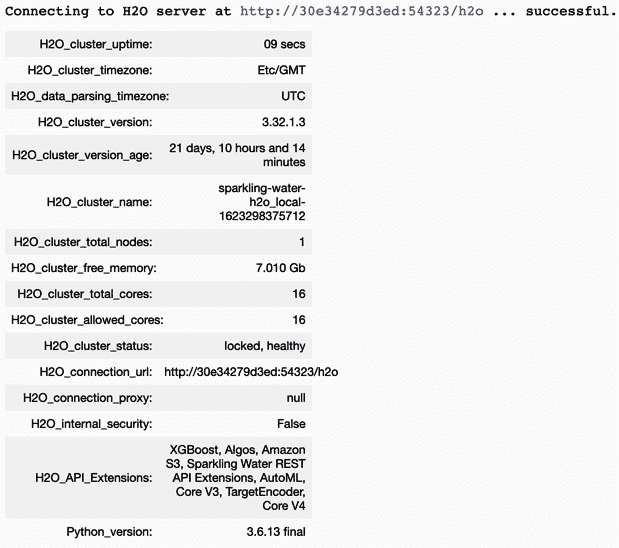 Connecting to H2O server at http://30e34279d3ed:54323/h2o ... successful.
H2O_cluster_uptime: 09 secs
H2O_cluster_timezone: Etc/GMT
H2O_data_parsing_timezone: UTC
H2O_cluster_version: 3.32.1.3
H2O_cluster_version_age: 21 days, 10 hours and 14
minutes
H2O_cluster_name: sparkling-water-
h2o_local-
1623298375712
H2O_cluster_total_nodes: 1
H2O_cluster_free_memory: 7.010 Gb
H2O_cluster_total_cores: 16
H2O_cluster_allowed_cores: 16
H2O_cluster_status: locked, healthy
H2O_connection_url: http://30e34279d3ed:54323/h2o
H2O_connection_proxy: null
H2O_internal_security: False
H2O_API_Extensions: XGBoost, Algos, Amazon
S3, Sparkling Water REST
API Extensions, AutoML,
Core V3, TargetEncoder,
Core V4
Python_version: 3.6.13 final